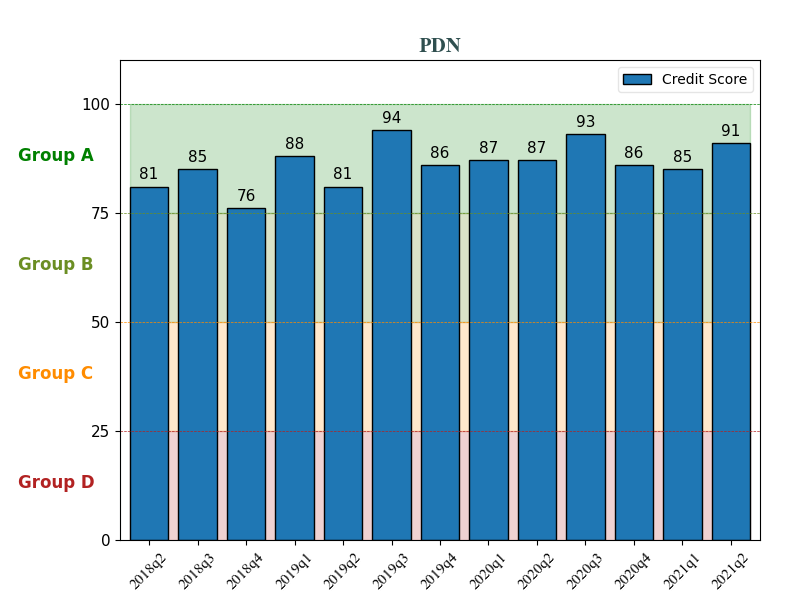 PDN
Credit Score
100
75
50
25
0
Group A
Group B
Group C
Group D
81
85
76
88
81
94
86
87
87
93
86
85
91
2018q2
2018q3
2018q4
2019q1
2019q2
2019q3
2019q4
2020q1
2020q2
2020q3
2020q4
2021q1
2021q2